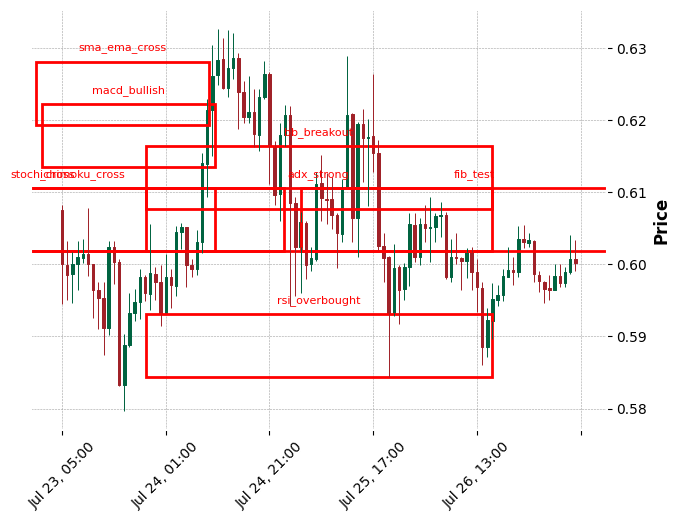 sma_ema_cross
macd_bullish
bb_breakout
adx_strong
fib_test
rsi_overbought
0.63
0.62
0.61
0.60
0.59
0.58
Price
Jul 23, 05:00
Jul 24, 01:00
Jul 24, 21:00
Jul 25, 17:00
Jul 26, 13:00